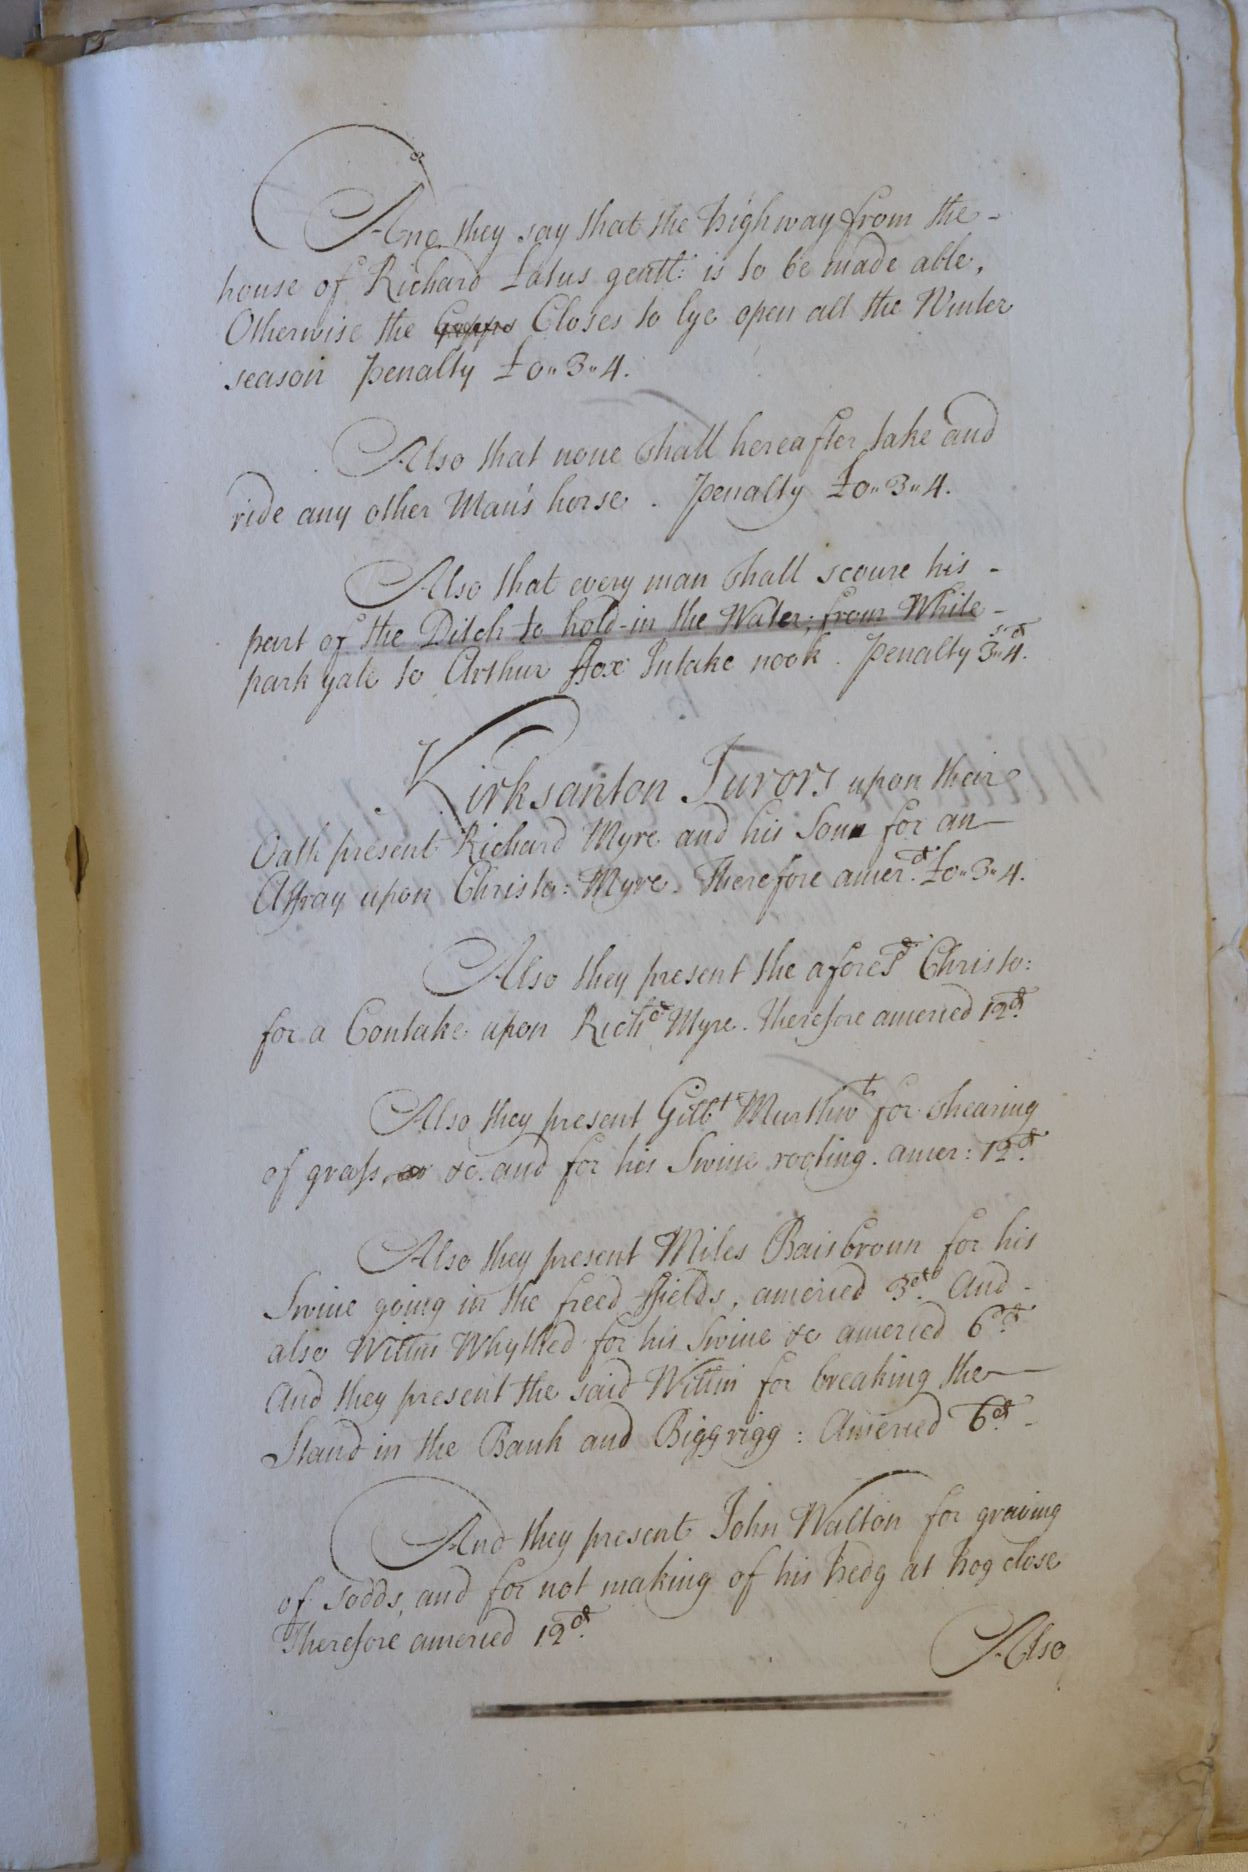 And they say that the highway from the -
house of Richard Latus gentl: is to be made able,
Otherwise the Closes to lye open all the Winter
season Penalty £0„3„4.
Also that none shall hereafter take and
ride any other Man's horse. Penalty £0„3„4.
Also that every man shall scoure his -
part of the Ditch to hold-in the Water, from White -
park yate to Arthur ffox Intake nook. Penalty 3s„4d.
Kirksanton Jurors upon their
Oath present Richard Myre and his Son for an
Affray upon Christo: Myre. Therefore amerd. £0„3„4.
Also they present the aforesd. Christo:
for a Contake upon Richd Myre. Therefore amerced 12d.
Also they present Gilbt Murthwt for shearing
of grass, &c. and for his Swine rooting. amer: 12d.
Also they present Miles Baisbroun for his
Swine going in the freed ffields, amerced 3d. And -
also Willm Whytled for his Swine &c amerced 6d.
And they present the said Willm for breaking the
Stand in the Bank and Biggrigg: Amerced 6d. -
And they present John Walton for graving
of sodds, and for not making of his hedg at hog close
Therefore amerced 12d.
Also